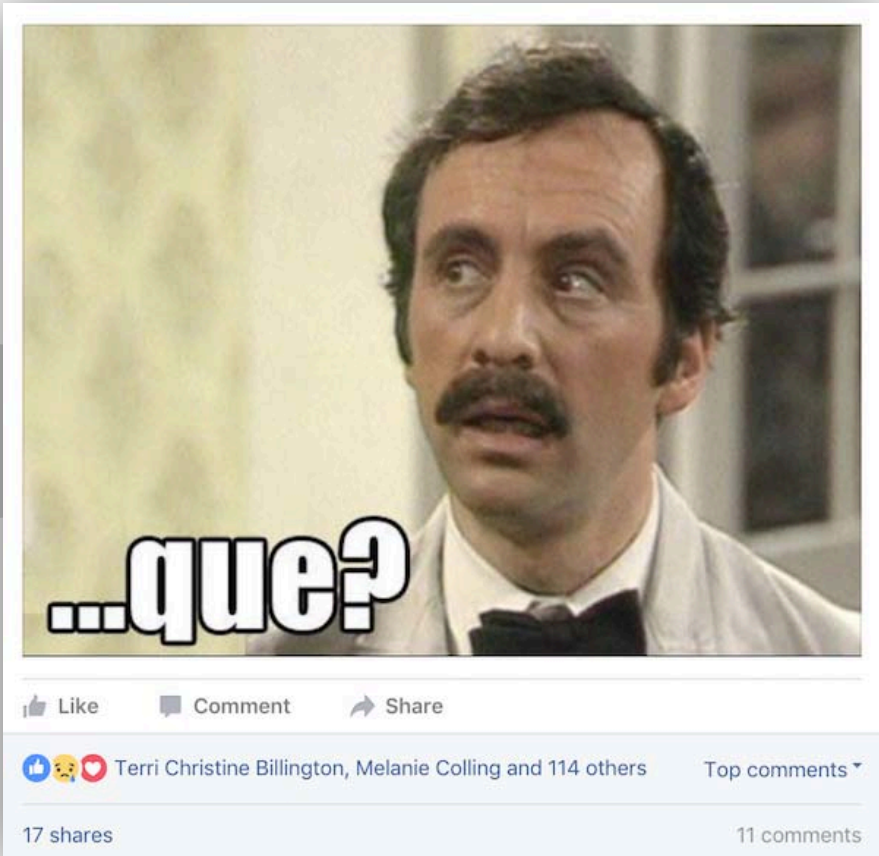 ...que?
Like Comment Share
Terri Christine Billington, Melanie Colling and 114 others Top comments
17 shares 11 comments